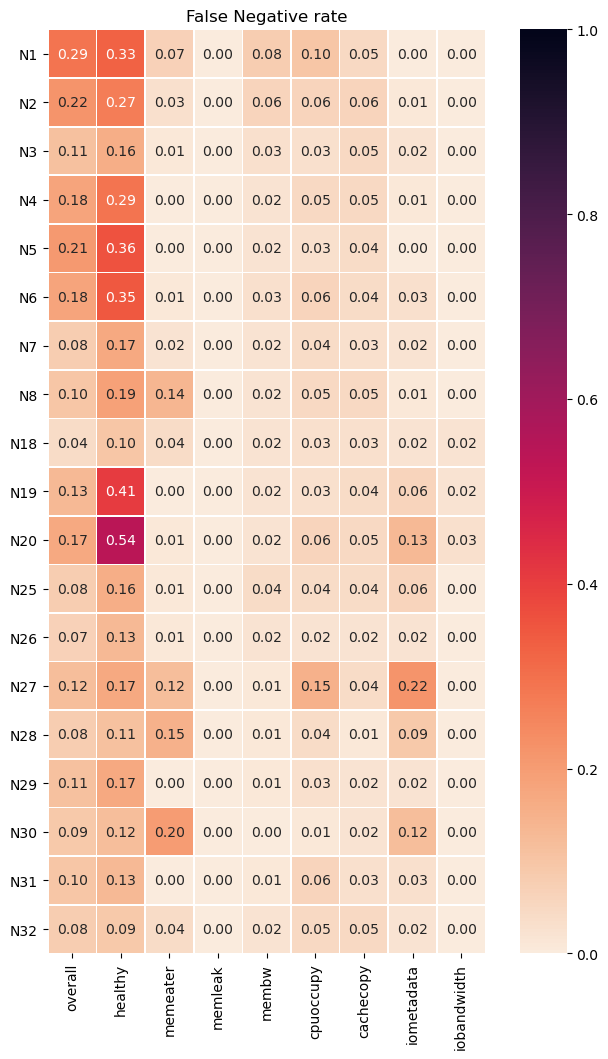 False Negative rate
N1 0.29 0.33 0.07 0.00 0.08 0.10 0.05 0.00 0.00
N2 0.22 0.27 0.03 0.00 0.06 0.06 0.06 0.01 0.00
N3 0.11 0.16 0.01 0.00 0.03 0.03 0.05 0.02 0.00
N4 0.18 0.29 0.00 0.00 0.02 0.05 0.05 0.01 0.00
N5 0.21 0.36 0.00 0.00 0.02 0.03 0.04 0.00 0.00
N6 0.18 0.35 0.01 0.00 0.03 0.06 0.04 0.03 0.00
N7 0.08 0.17 0.02 0.00 0.02 0.04 0.03 0.02 0.00
N8 0.10 0.19 0.14 0.00 0.02 0.05 0.05 0.01 0.00
N18 0.04 0.10 0.04 0.00 0.02 0.03 0.03 0.02 0.02
N19 0.13 0.41 0.00 0.00 0.02 0.03 0.04 0.06 0.02
N20 0.17 0.54 0.01 0.00 0.02 0.06 0.05 0.13 0.03
N25 0.08 0.16 0.01 0.00 0.04 0.04 0.04 0.06 0.00
N26 0.07 0.13 0.01 0.00 0.02 0.02 0.02 0.02 0.00
N27 0.12 0.17 0.12 0.00 0.01 0.15 0.04 0.22 0.00
N28 0.08 0.11 0.15 0.00 0.01 0.04 0.01 0.09 0.00
N29 0.11 0.17 0.00 0.00 0.01 0.03 0.02 0.02 0.00
N30 0.09 0.12 0.20 0.00 0.00 0.01 0.02 0.12 0.00
N31 0.10 0.13 0.00 0.00 0.01 0.06 0.03 0.03 0.00
N32 0.08 0.09 0.04 0.00 0.02 0.05 0.05 0.02 0.00
overall healthy memeater memleak membw cpuoccupy cachecopy iometadata iobandwidth
1.0
0.8
0.6
0.4
0.2
0.0